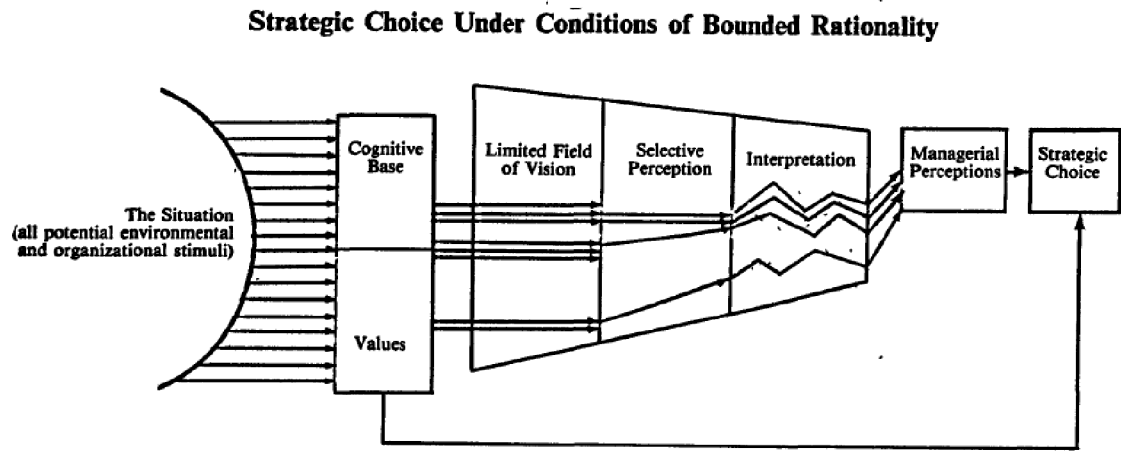 Strategic Choice Under Conditions of Bounded Rationality
The Situation
(all potential environmental
and organizational stimuli)
Cognitive
Base
Values
Limited Field
of Vision
Selective
Perception
Interpretation
Managerial
Perceptions
Strategic
Choice